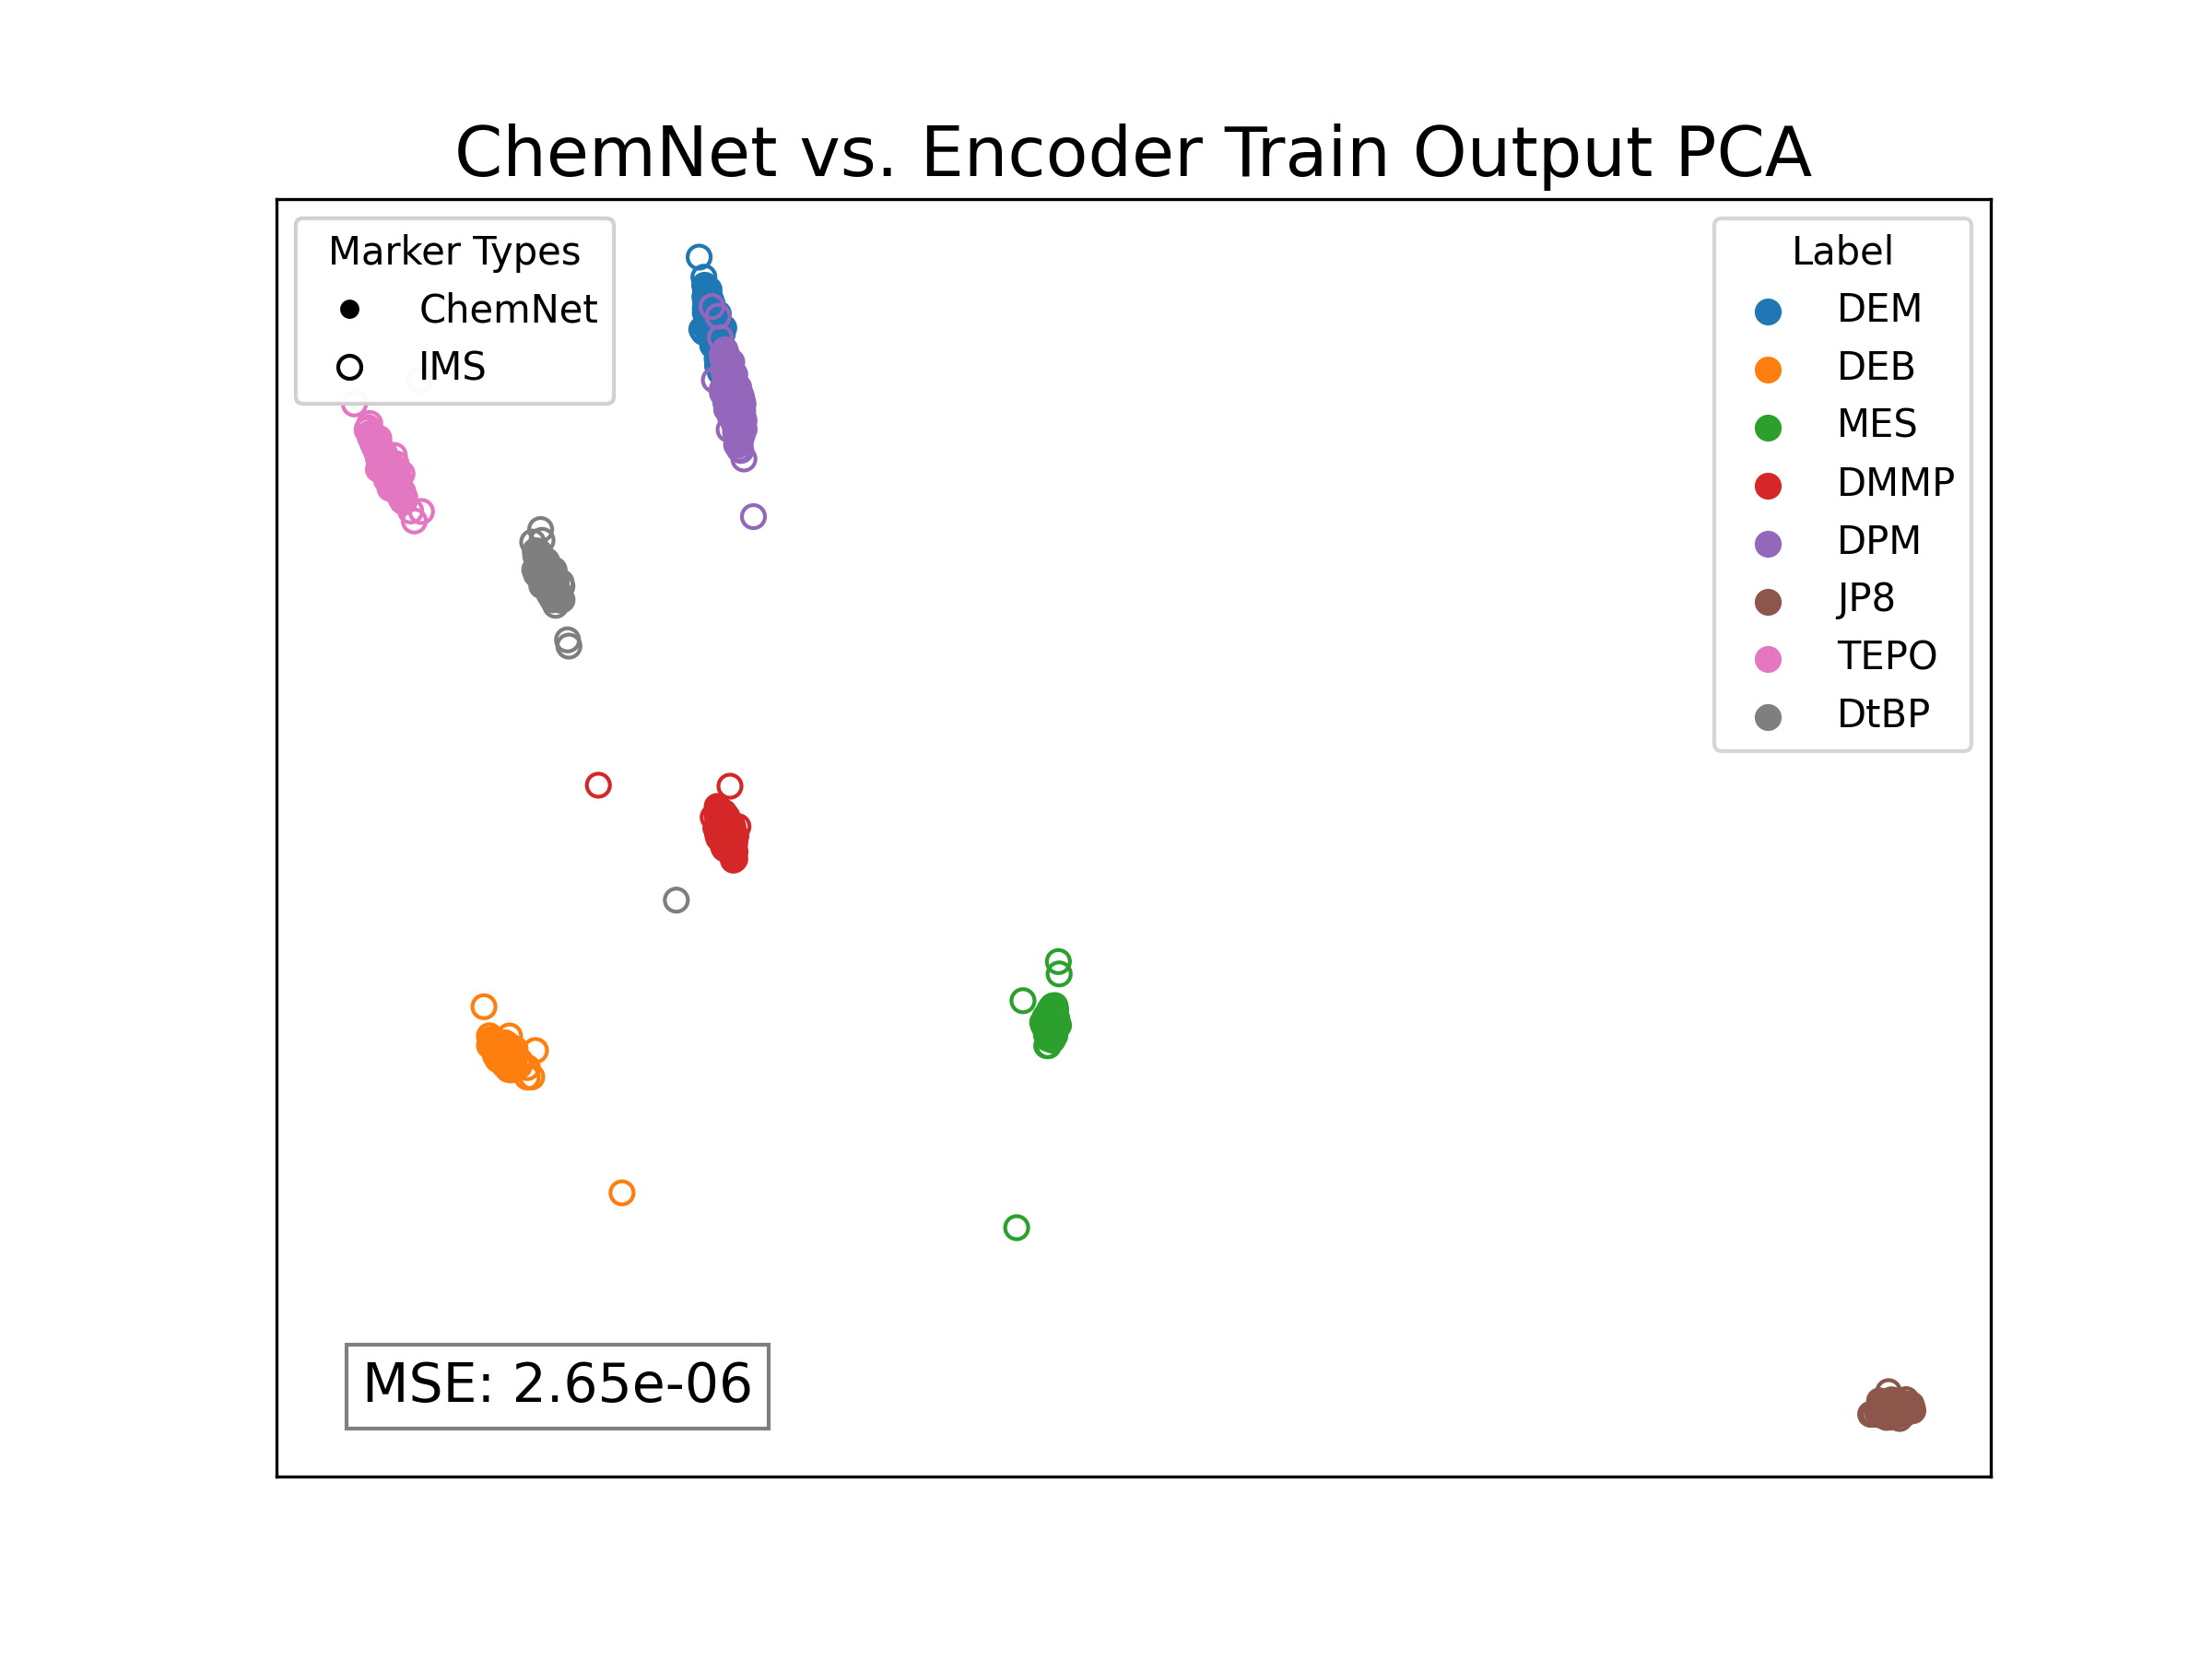 ChemNet vs. Encoder Train Output PCA
Marker Types
ChemNet
IMS
Label
DEM
DEB
MES
DMMP
DPM
JP8
TEPO
DtBP
MSE: 2.65e-06